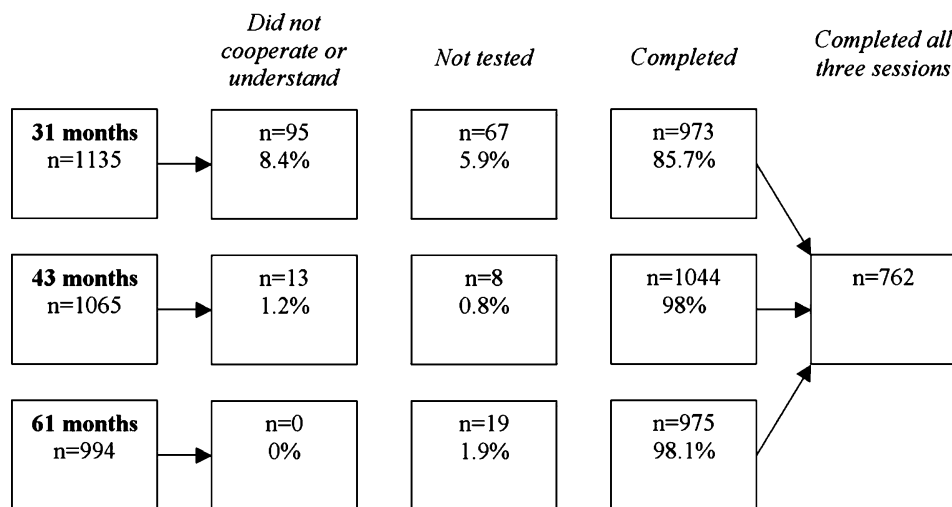 Did not
cooperate or
understand
Not tested
Completed
Completed all
three sessions
31 months
n=1135
n=95
8.4%
n=67
5.9%
n=973
85.7%
43 months
n=1065
n=13
1.2%
n=8
0.8%
n=1044
98%
n=762
61 months
n=994
n=0
0%
n=19
1.9%
n=975
98.1%